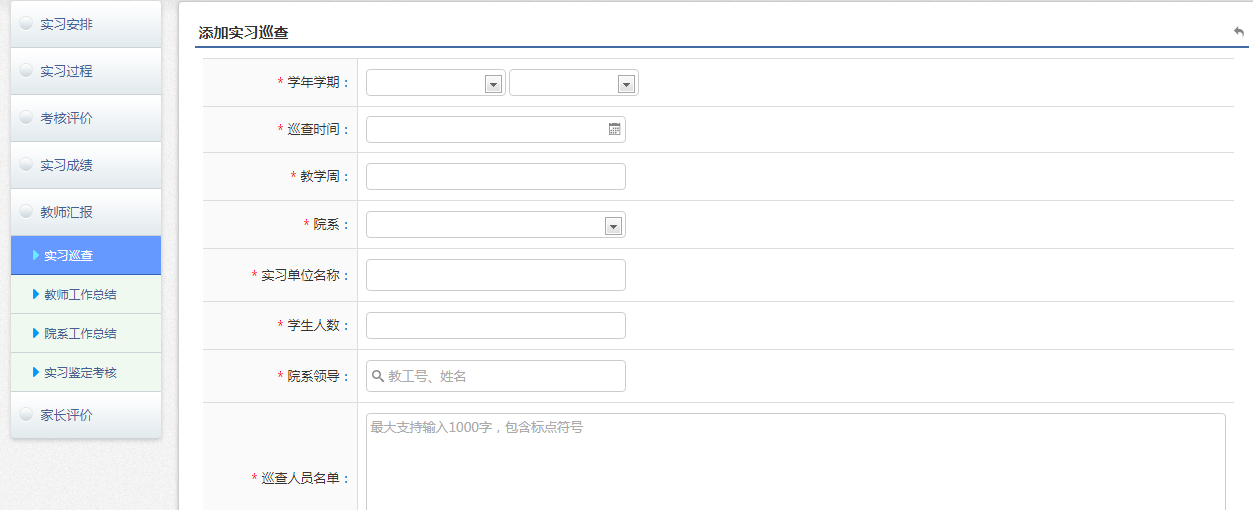 实习安排
实习过程
考核评价
实习成绩
教师汇报
实习巡查
教师工作总结
院系工作总结
实习鉴定考核
家长评价
添加实习巡查
* 学年学期：
* 巡查时间：
* 教学周：
* 院系：
* 实习单位名称：
* 学生人数：
* 院系领导：
教工号、姓名
* 巡查人员名单：
最大支持输入1000字，包含标点符号